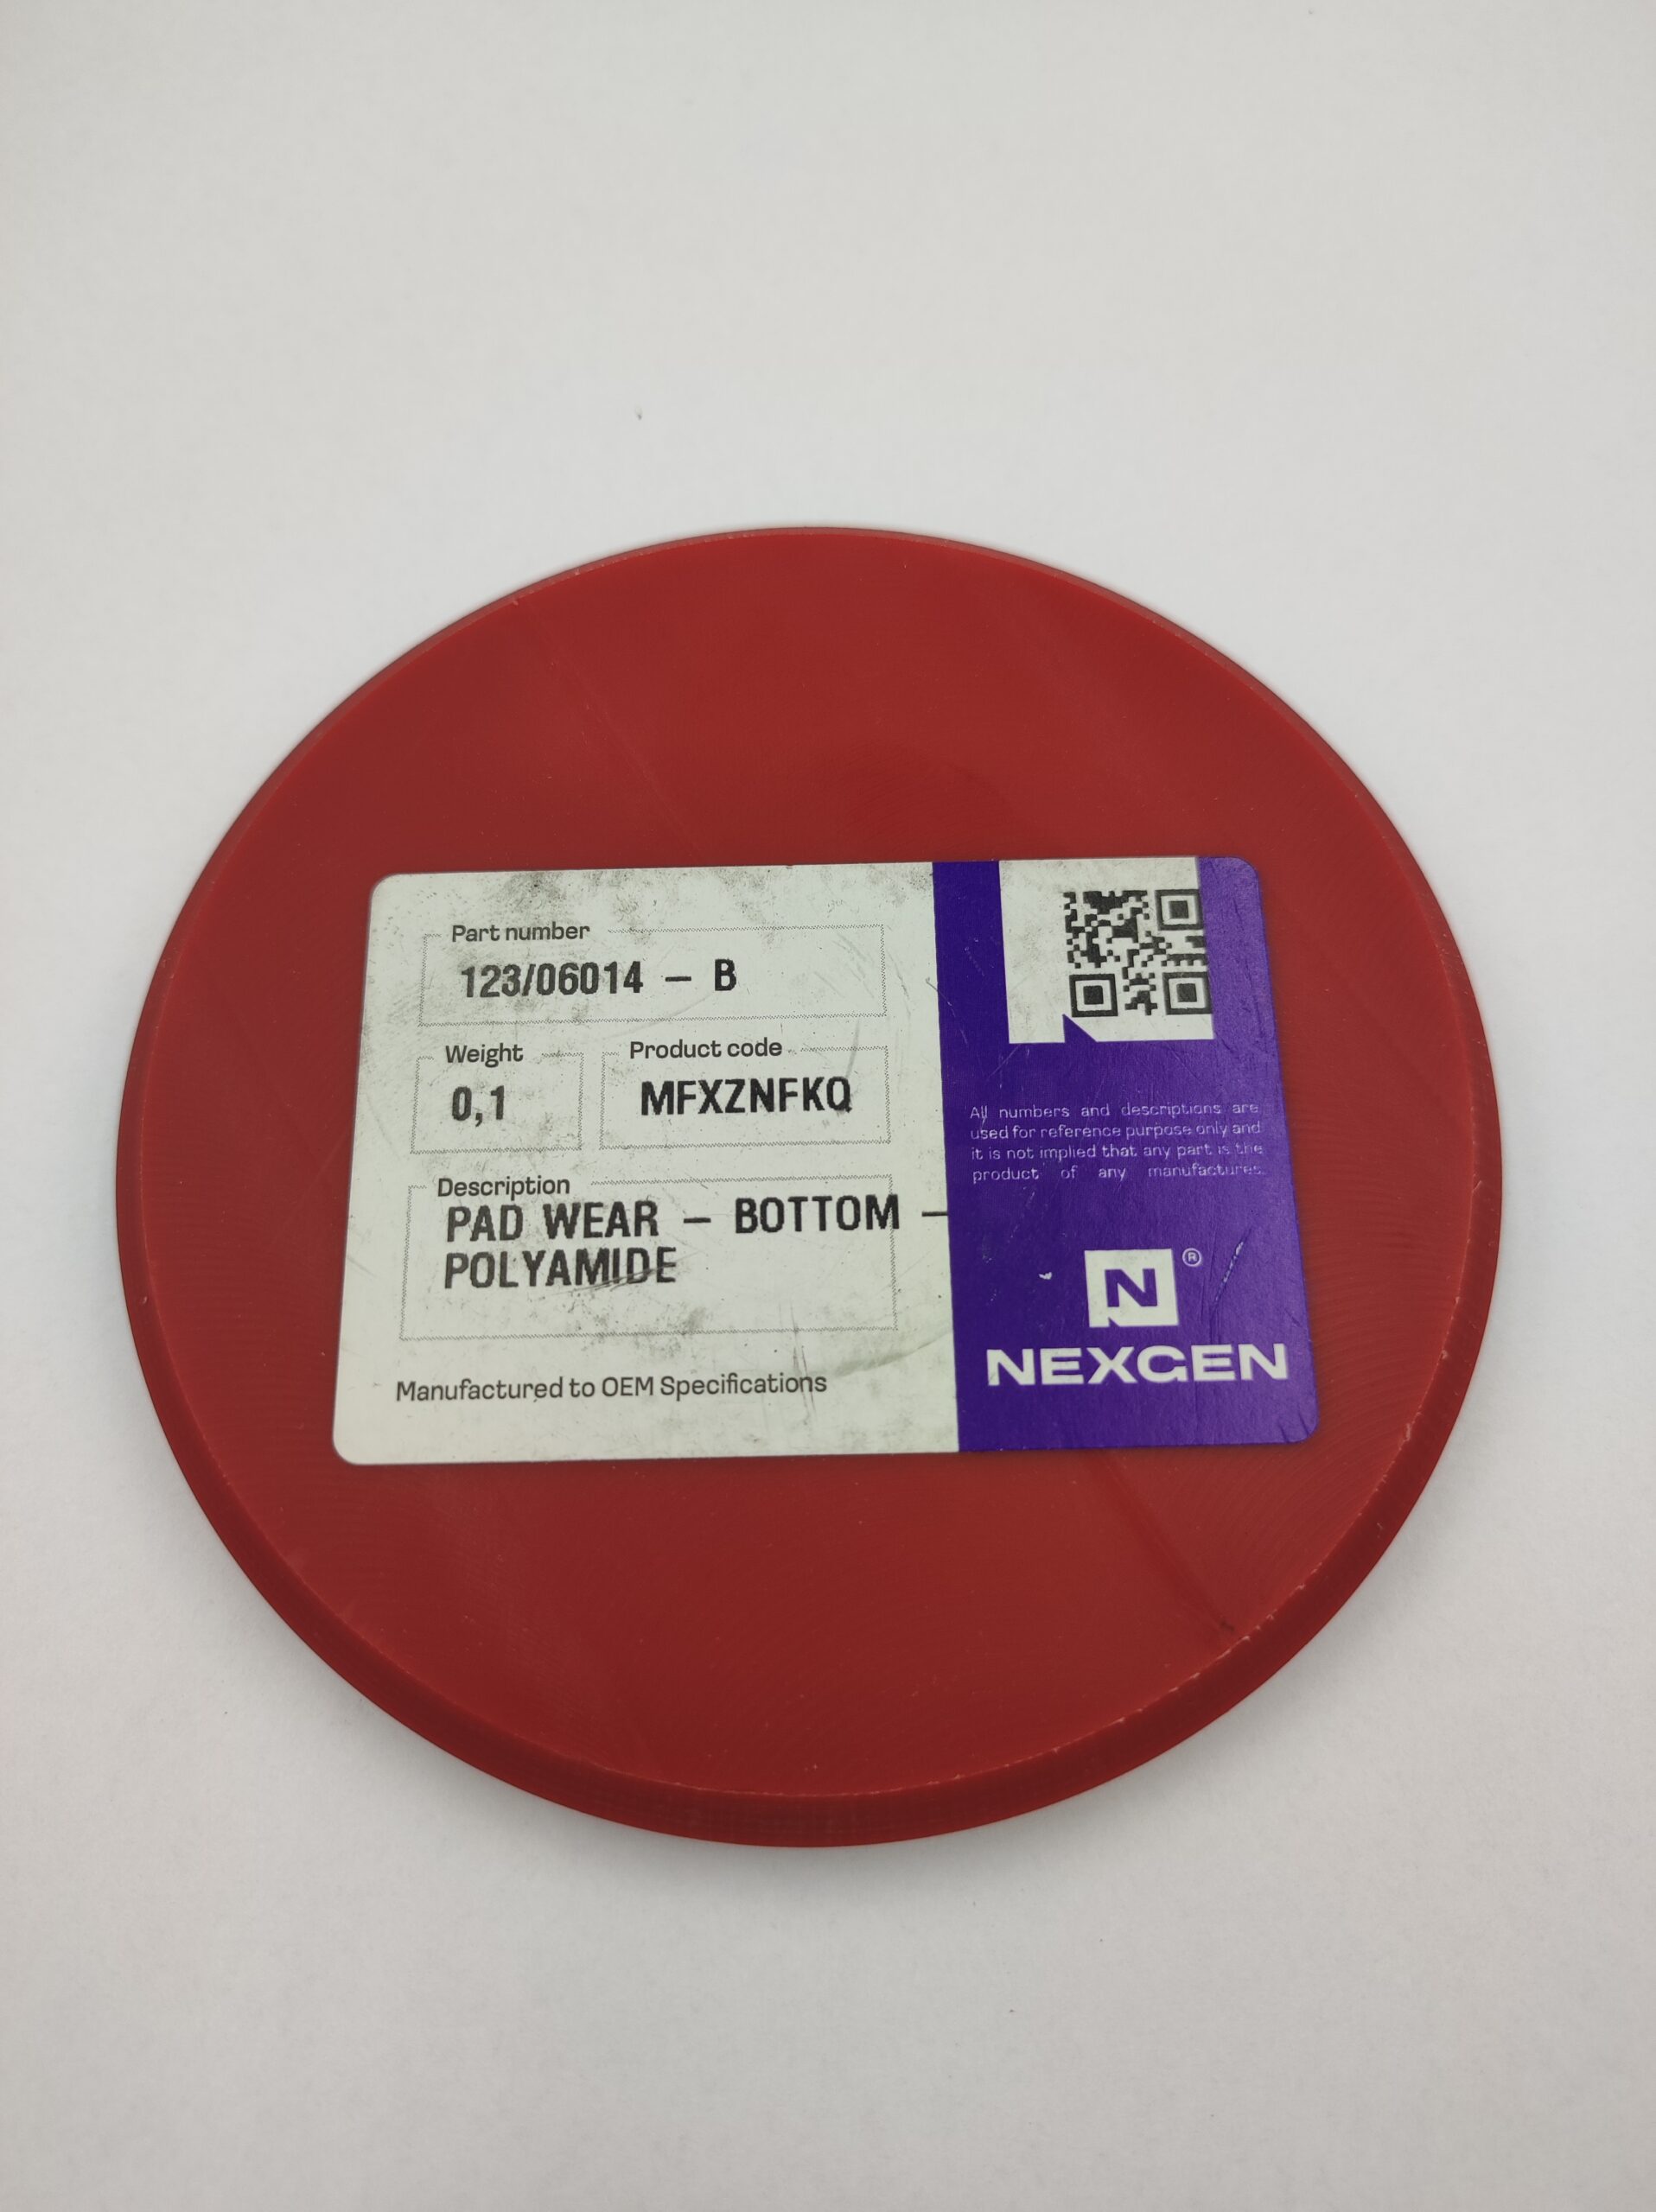 Part number
123/06014 – B
Weight
0,1
Product code
MFXZNFKQ
Description
PAD WEAR – BOTTOM –
POLYAMIDE
Manufactured to OEM Specifications
All numbers and descriptions are
used for reference purpose only and
it is not implied that any part is the
product of any manufactures.
N®
NEXGEN